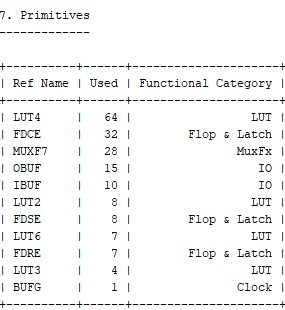 7. Primitives
-------------
+----------+------+---------------------+
| Ref Name | Used | Functional Category |
+----------+------+---------------------+
| LUT4     |   64 |                 LUT |
| FDCE     |   32 |        Flop & Latch |
| MUXF7    |   28 |               MuxFx |
| OBUF     |   15 |                  IO |
| IBUF     |   10 |                  IO |
| LUT2     |    8 |                 LUT |
| FDSE     |    8 |        Flop & Latch |
| LUT6     |    7 |                 LUT |
| FDRE     |    7 |        Flop & Latch |
| LUT3     |    4 |                 LUT |
| BUFG     |    1 |               Clock |
+----------+------+---------------------+